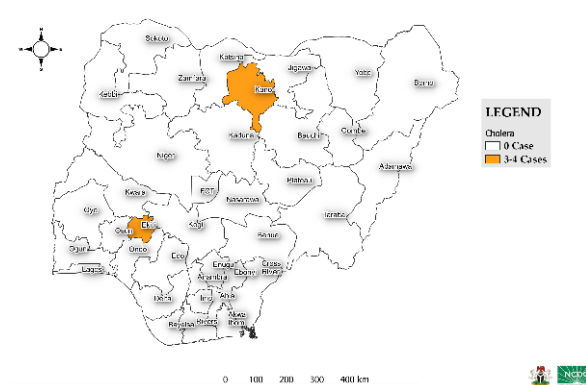 Sokoto
Katsina
Jigawa
Yobe
Borno
Zamfara
Kebbi
Kano
Kaduna
Bauchi
Gombe
Niger
Adamawa
Plateau
FCT
Kwara
Nasarawa
Taraba
Oyo
Ekiti
Kogi
Osun
Benue
Ogun
Ondo
Edo
Lagos
Enugu
Ebony
Cross
River
Anambra
Delta
Imo
Abia
Akwa
Ibom
Bayelsa
Rivers
LEGEND
Cholera
0 Case
3-4 Cases
0 100 200 300 400 km
NCDC